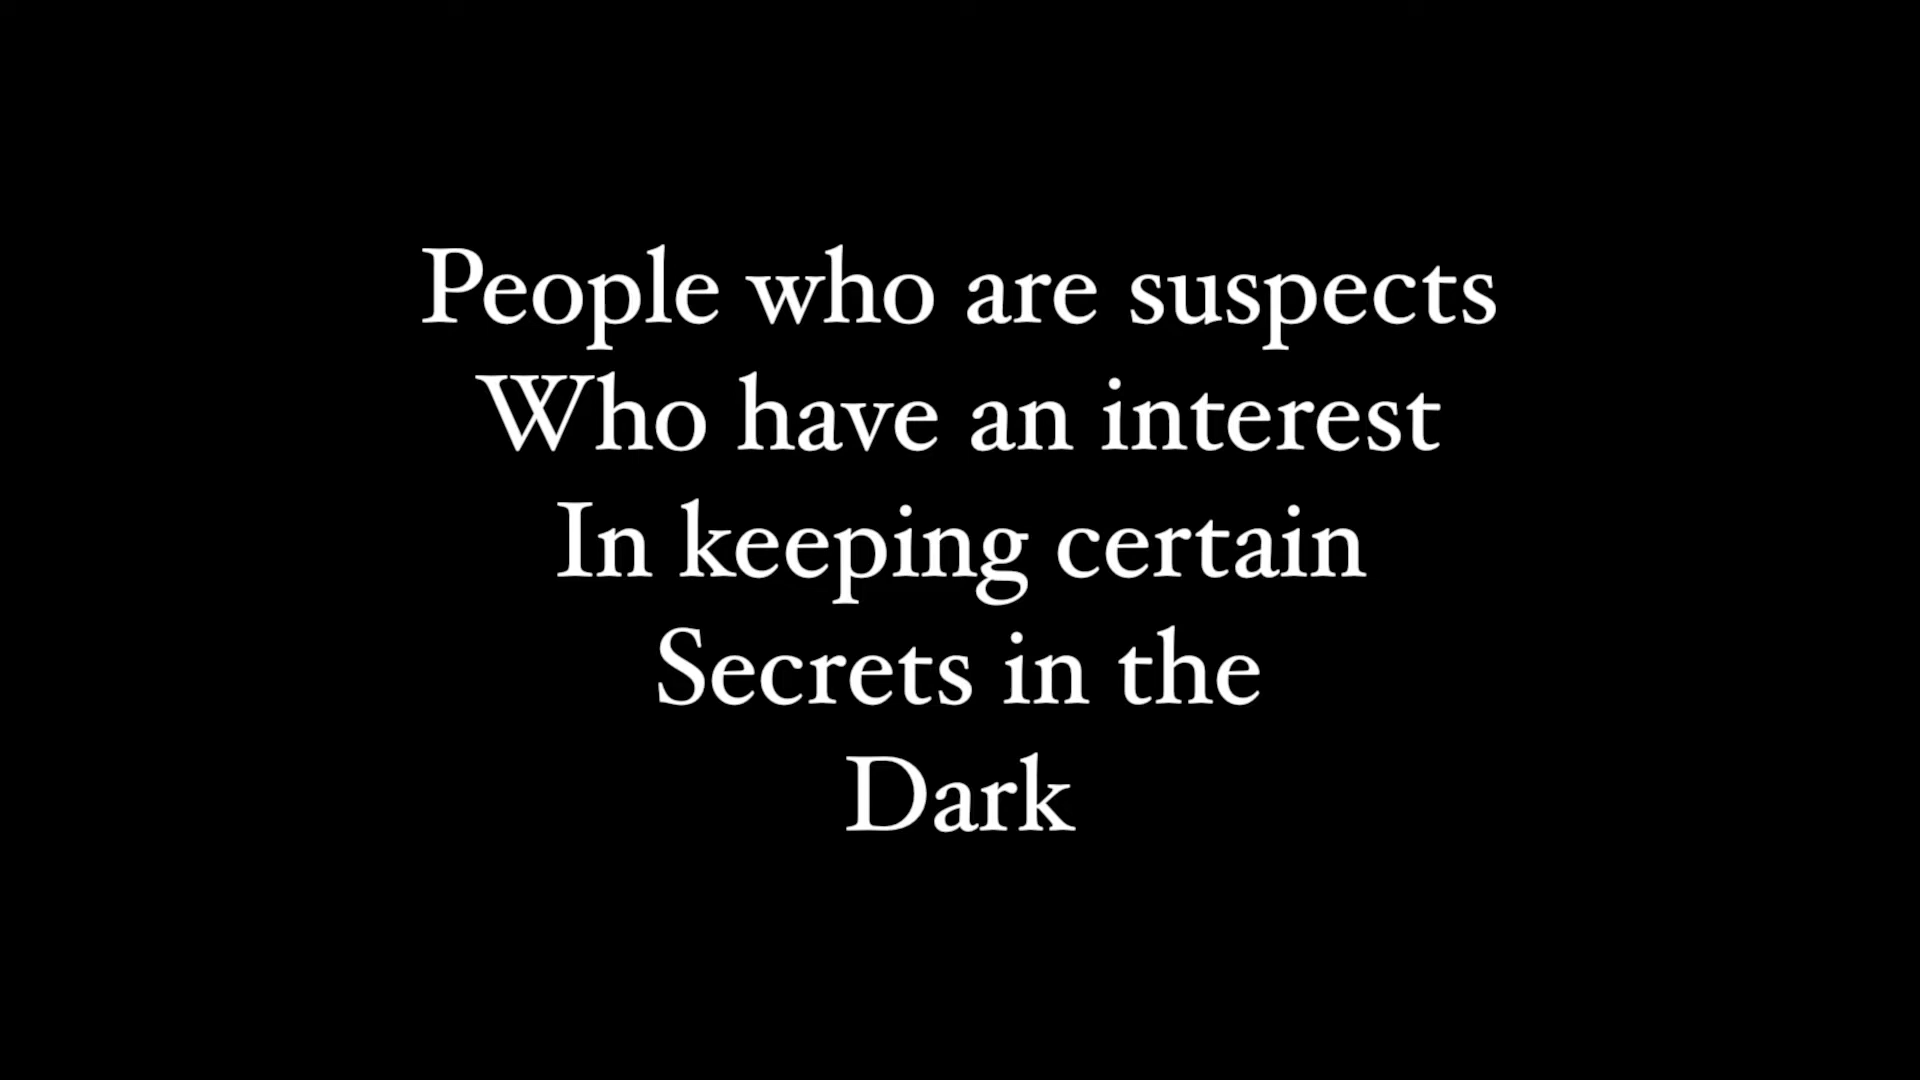 People who are suspects
Who have an interest
In keeping certain
Secrets in the
Dark